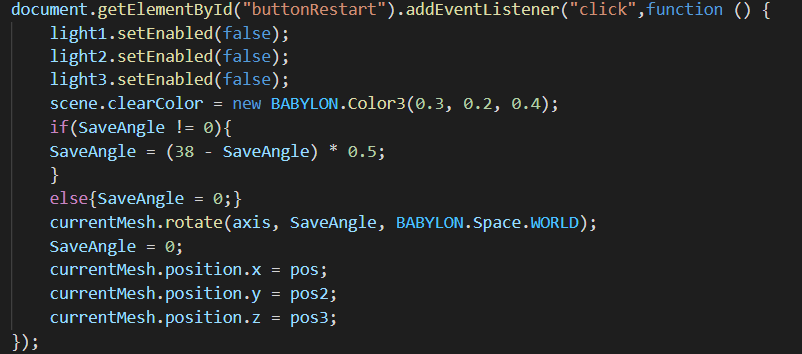 document.getElementById("buttonRestart").addEventListener("click",function () {
    light1.setEnabled(false);
    light2.setEnabled(false);
    light3.setEnabled(false);
    scene.clearColor = new BABYLON.Color3(0.3, 0.2, 0.4);
    if(SaveAngle != 0){
    SaveAngle = (38 - SaveAngle) * 0.5;
    }
    else{SaveAngle = 0;}
    currentMesh.rotate(axis, SaveAngle, BABYLON.Space.WORLD);
    SaveAngle = 0;
    currentMesh.position.x = pos;
    currentMesh.position.y = pos2;
    currentMesh.position.z = pos3;
});